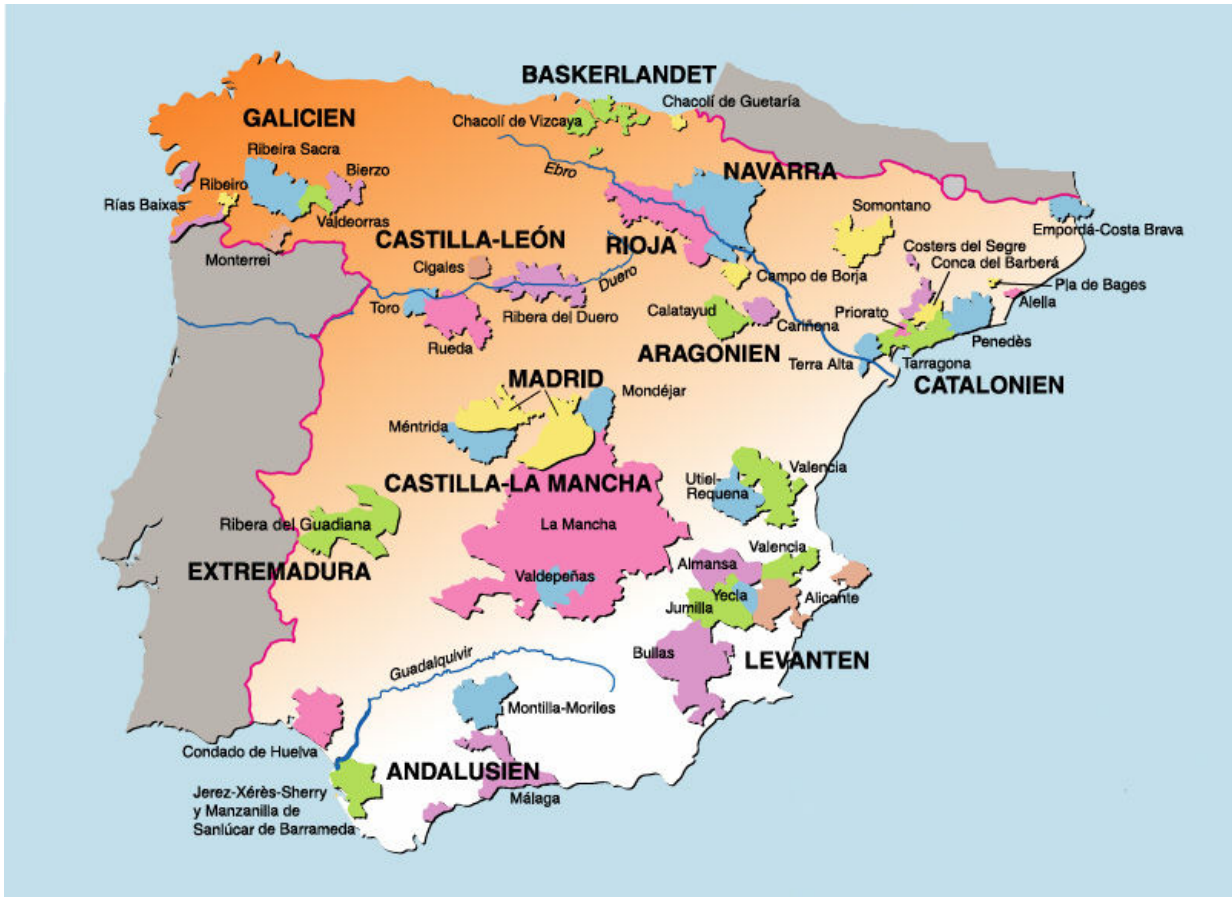 BASKERLANDET
Chacolí de Guetaría
GALICIEN
Chacolí de Vizcaya
Ribeira Sacra
Bierzo
Ebro
NAVARRA
Ribeiro
Rías Baixas
Valdeorras
Somontano
Empordá-Costa Brava
CASTILLA-LEÓN
RIOJA
Costers del Segre
Conca del Barberá
Monterrei
Cigales
Duero
Campo de Borja
Pla de Bages
Alella
Toro
Ribera del Duero
Calatayud
Cariñena
Priorato
Rueda
ARAGONIEN
Penedès
Terra Alta
Tarragona
CATALONIEN
MADRID
Mondéjar
Méntrida
CASTILLA-LA MANCHA
Utiel-
Requena
Valencia
Ribera del Guadiana
La Mancha
EXTREMADURA
Valdepeñas
Almansa
Valencia
Yecla
Alicante
Jumilla
Bullas
LEVANTEN
Guadalquivir
Montilla-Moriles
Condado de Huelva
ANDALUSIEN
Málaga
Jerez-Xérès-Sherry
y Manzanilla de
Sanlúcar de Barrameda